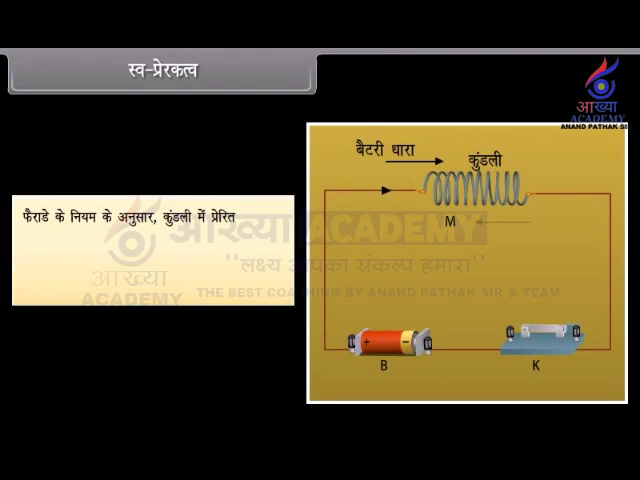 स्व-प्रेरकत्व
आख्या
ACADEMY
ANAND PATHAK SIR
बैटरी धारा
कुंडली
M
फैराडे के नियम के अनुसार, कुंडली में प्रेरित
आख्या ACADEMY
''लक्ष्य आपका संकल्प हमारा''
THE BEST COACHING BY ANAND PATHAK SIR & TEAM
आख्या
ACADEMY
+ −
B
K